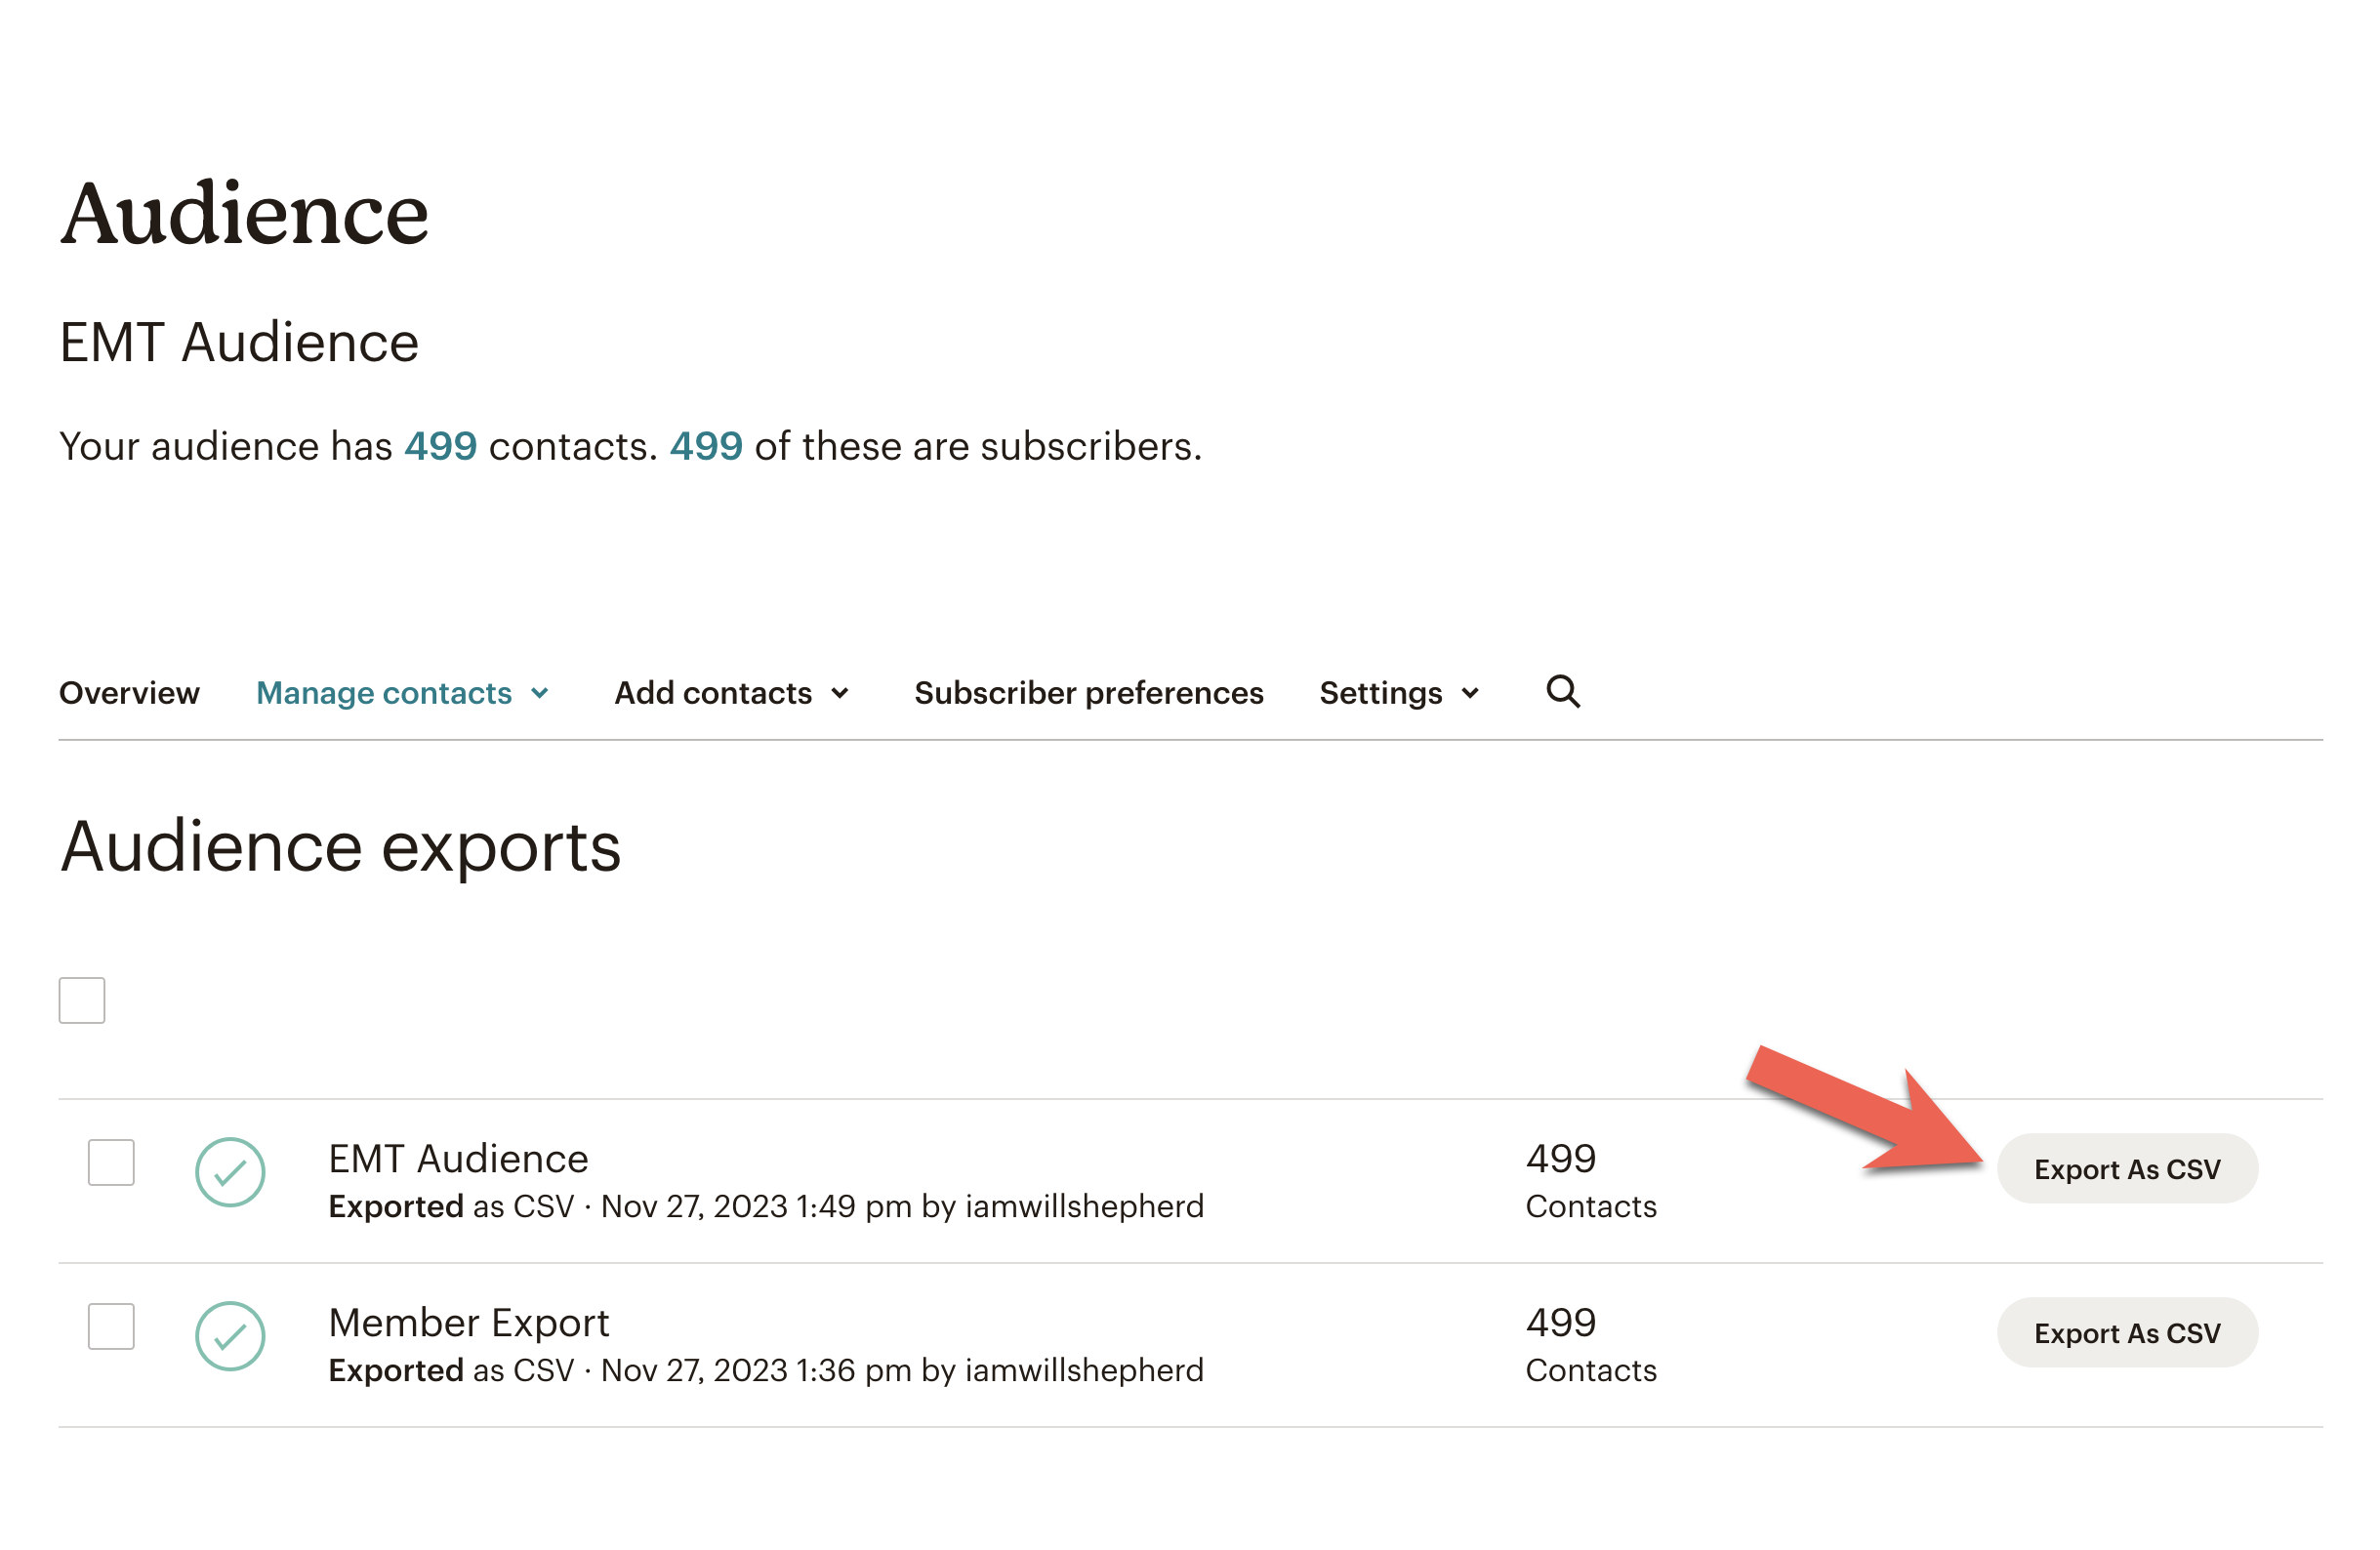 Audience
EMT Audience
Your audience has 499 contacts. 499 of these are subscribers.
Overview Manage contacts Add contacts Subscriber preferences Settings
Audience exports
EMT Audience 499 Export As CSV
Exported as CSV · Nov 27, 2023 1:49 pm by iamwillshepherd Contacts
Member Export 499 Export As CSV
Exported as CSV · Nov 27, 2023 1:36 pm by iamwillshepherd Contacts